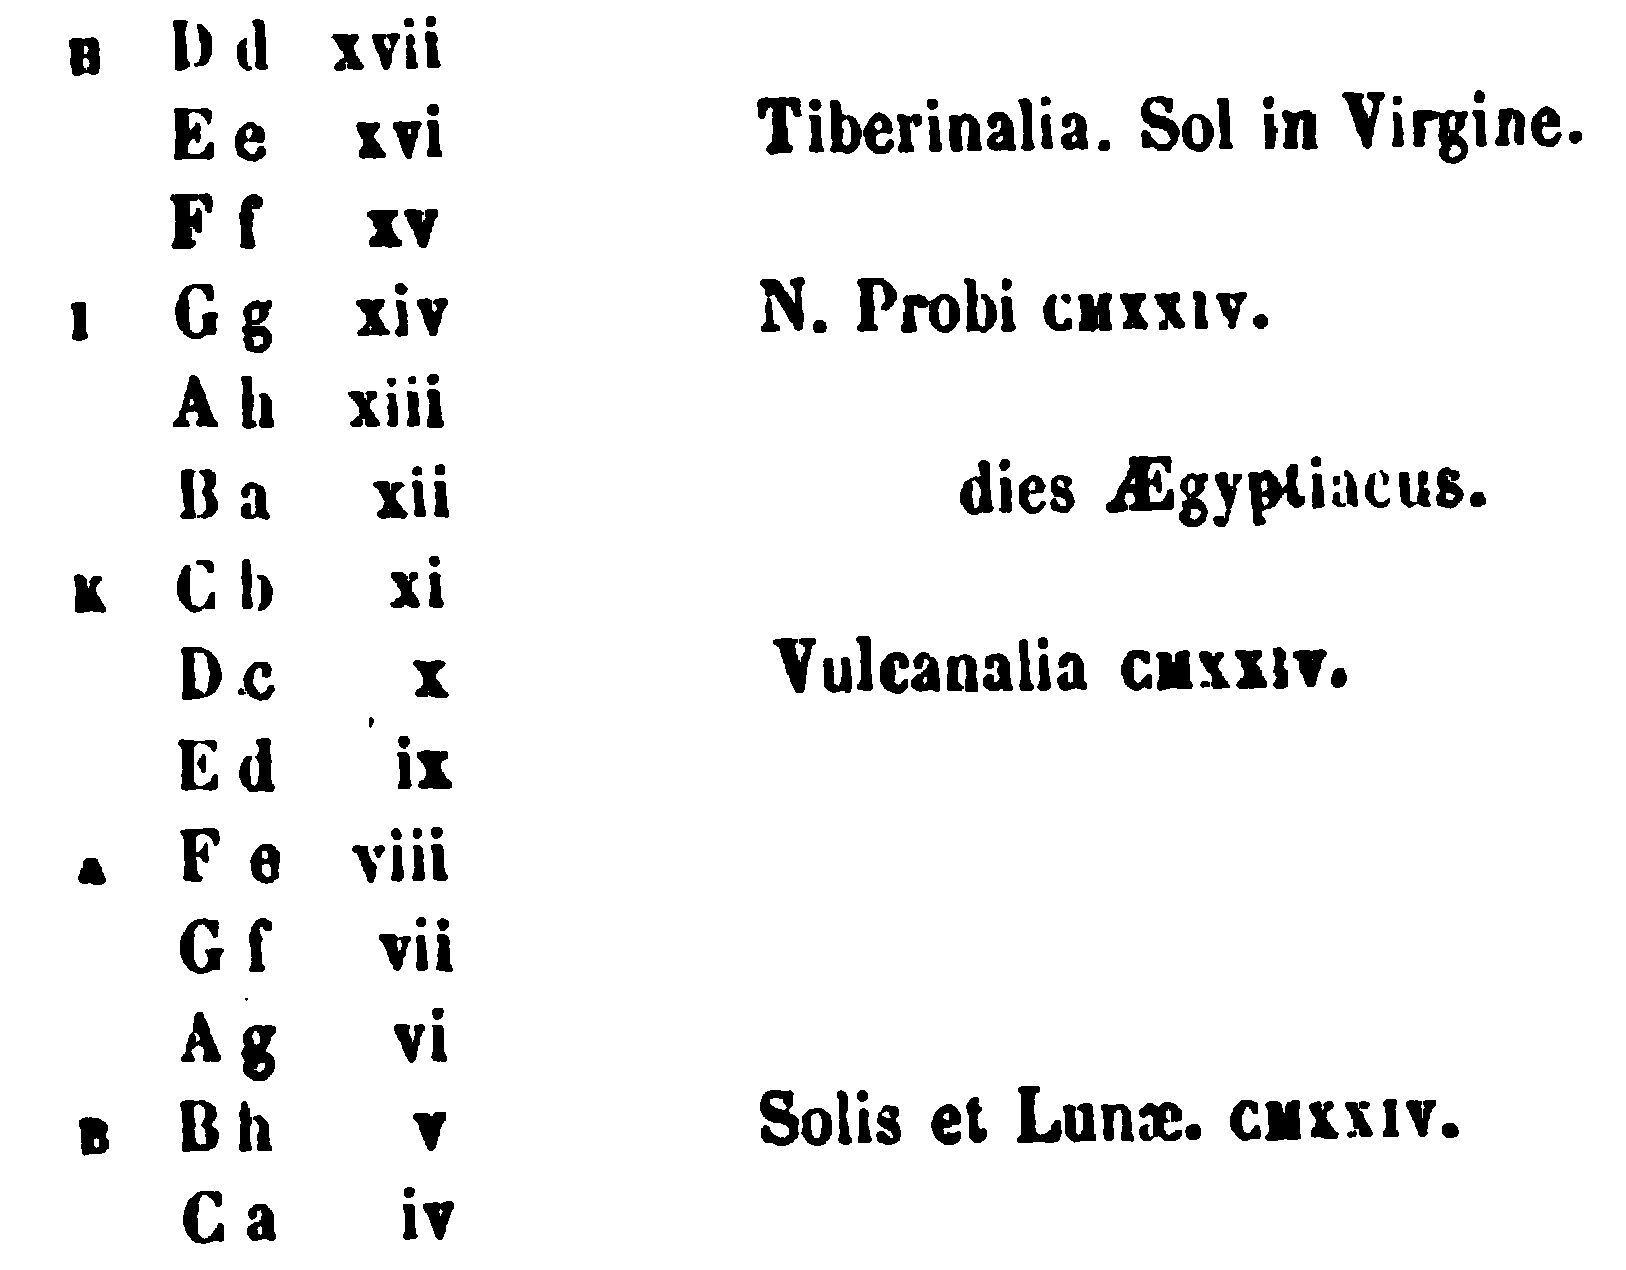 H D d xvii
E e xvi Tiberinalia. Sol in Virgine.
F f xv
I G g xiv N. Probi CMXXIV.
A h xiii
B a xii dies Ægyptiacus.
K C b xi
D c x Vulcanalia CMXXIV.
E d ix
A F e viii
G f vii
A g vi
B B h v Solis et Lunæ. CMXXIV.
C a iv